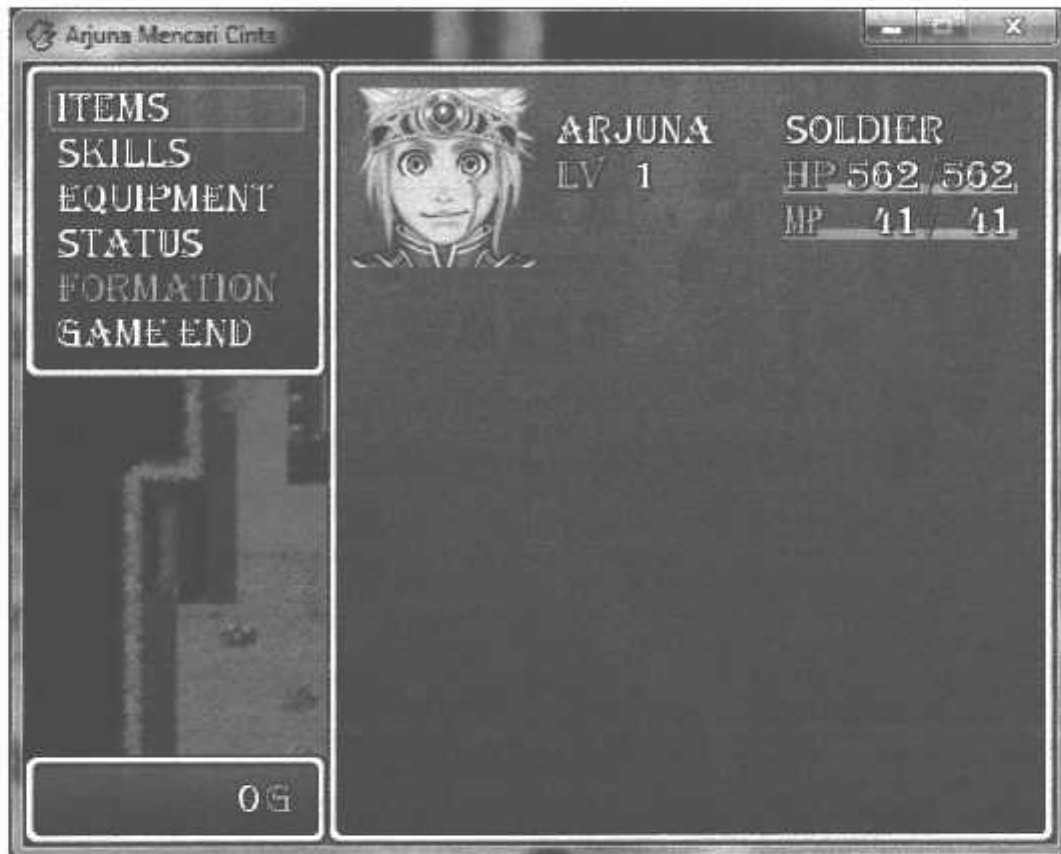 Arjuna Mencari Cinta
ITEMS
SKILLS
EQUIPMENT
STATUS
FORMATION
GAME END
ARJUNA
LV 1
SOLDIER
HP 562/562
MP 41/41
0G